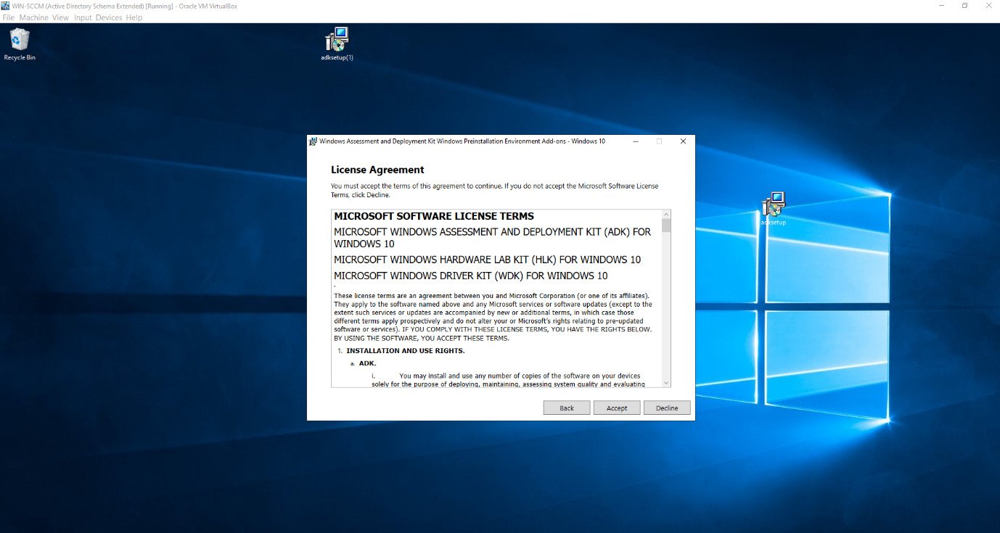 WIN-SCCM (Active Directory Schema Extended) [Running] - Oracle VM VirtualBox
File Machine View Input Devices Help
Recycle Bin
adksetup(1)
Windows Assessment and Deployment Kit Windows Preinstallation Environment Add-ons - Windows 10
License Agreement
You must accept the terms of this agreement to continue. If you do not accept the Microsoft Software License
Terms, click Decline.
MICROSOFT SOFTWARE LICENSE TERMS
MICROSOFT WINDOWS ASSESSMENT AND DEPLOYMENT KIT (ADK) FOR
WINDOWS 10
MICROSOFT WINDOWS HARDWARE LAB KIT (HLK) FOR WINDOWS 10
MICROSOFT WINDOWS DRIVER KIT (WDK) FOR WINDOWS 10
These license terms are an agreement between you and Microsoft Corporation (or one of its affiliates).
They apply to the software named above and any Microsoft services or software updates (except to the
extent such services or updates are accompanied by new or additional terms, in which case those
different terms apply prospectively and do not alter your or Microsoft's rights relating to pre-updated
software or services). IF YOU COMPLY WITH THESE LICENSE TERMS, YOU HAVE THE RIGHTS BELOW.
BY USING THE SOFTWARE, YOU ACCEPT THESE TERMS.
1. INSTALLATION AND USE RIGHTS.
a. ADK.
i. You may install and use any number of copies of the software on your devices
solely for the purpose of deploying, maintaining, assessing system quality and evaluating
Back Accept Decline
adksetup